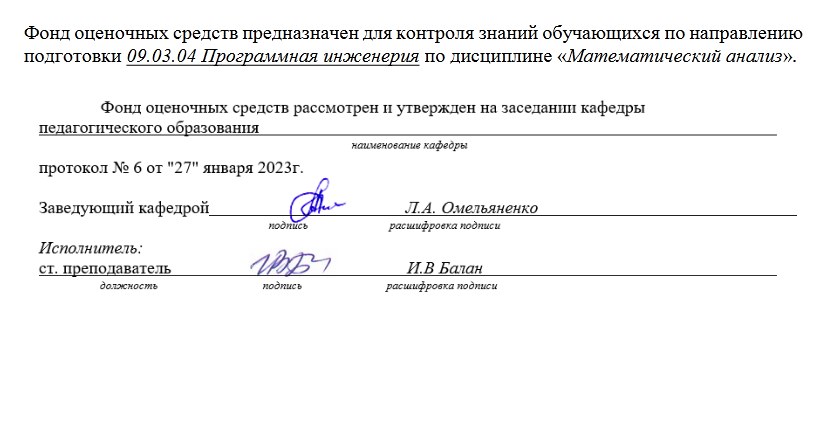 Фонд оценочных средств предназначен для контроля знаний обучающихся по направлению
подготовки 09.03.04 Программная инженерия по дисциплине «Математический анализ».
Фонд оценочных средств рассмотрен и утвержден на заседании кафедры
педагогического образования
наименование кафедры
протокол № 6 от "27" января 2023г.
Заведующий кафедрой Л.А. Омельяненко
подпись расшифровка подписи
Исполнитель:
ст. преподаватель И.В Балан
должность подпись расшифровка подписи